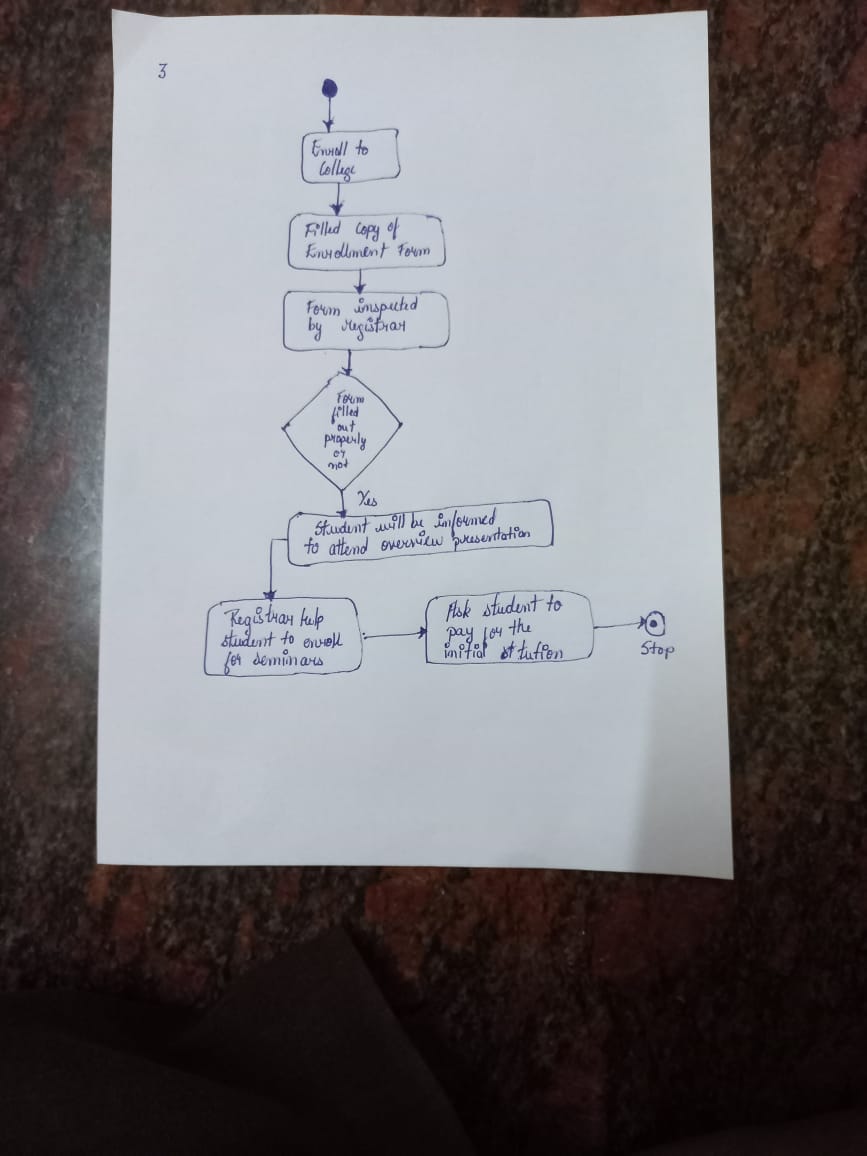 3
Enroll to
College
Filled Copy of
Enrollment Form
Form inspected
by registrar
Form
filled
out
properly
or
not
Yes
Student will be informed
to attend overview presentation
Registrar help
student to enroll
for seminars
Ask student to
pay for the
initial tution
Stop